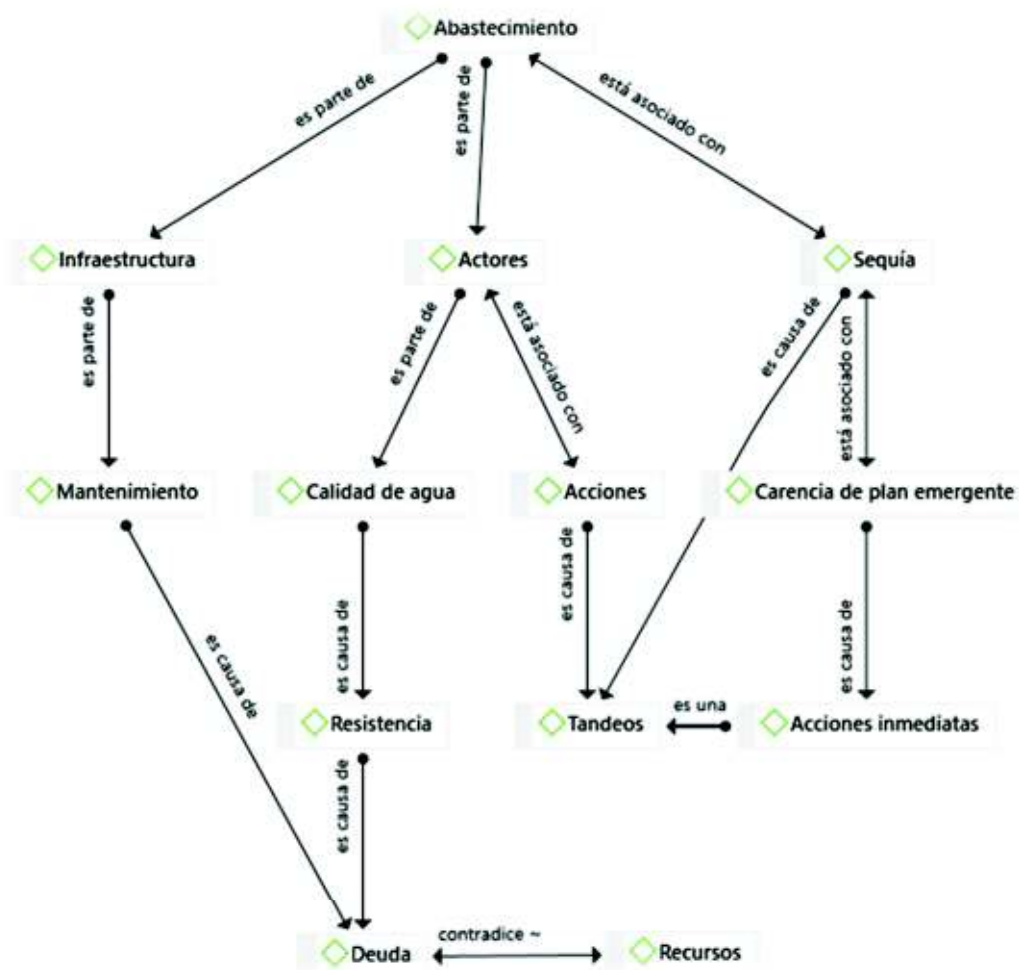 Abastecimiento
es parte de
es parte de
está asociado con
Infraestructura
Actores
Sequía
es parte de
es parte de
está asociado con
es causa de
está asociado con
Mantenimiento
Calidad de agua
Acciones
Carencia de plan emergente
es causa de
es causa de
es causa de
es causa de
Resistencia
Tandeos
es una
Acciones inmediatas
es causa de
Deuda
contradice ~
Recursos